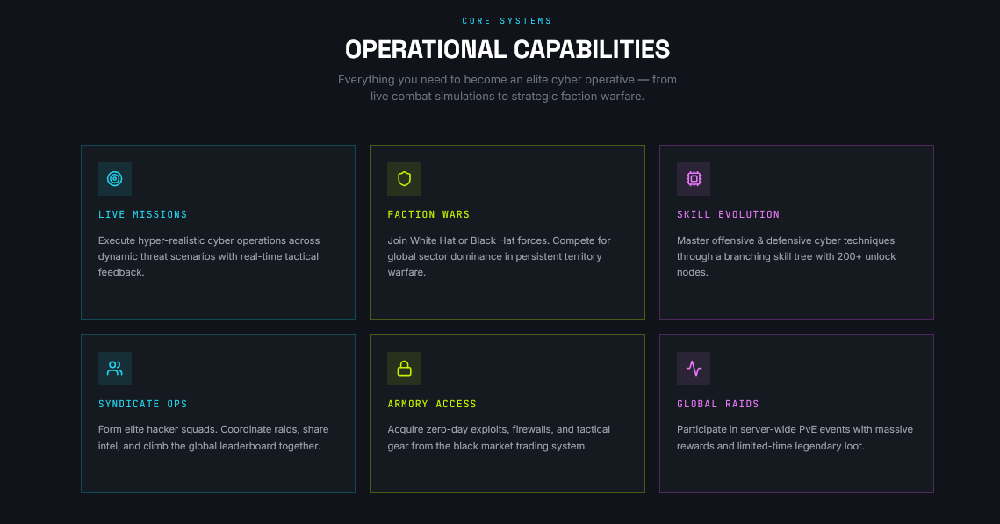 CORE SYSTEMS
OPERATIONAL CAPABILITIES
Everything you need to become an elite cyber operative — from
live combat simulations to strategic faction warfare.
LIVE MISSIONS
Execute hyper-realistic cyber operations across
dynamic threat scenarios with real-time tactical
feedback.
FACTION WARS
Join White Hat or Black Hat forces. Compete for
global sector dominance in persistent territory
warfare.
SKILL EVOLUTION
Master offensive & defensive cyber techniques
through a branching skill tree with 200+ unlock
nodes.
SYNDICATE OPS
Form elite hacker squads. Coordinate raids, share
intel, and climb the global leaderboard together.
ARMORY ACCESS
Acquire zero-day exploits, firewalls, and tactical
gear from the black market trading system.
GLOBAL RAIDS
Participate in server-wide PvE events with massive
rewards and limited-time legendary loot.